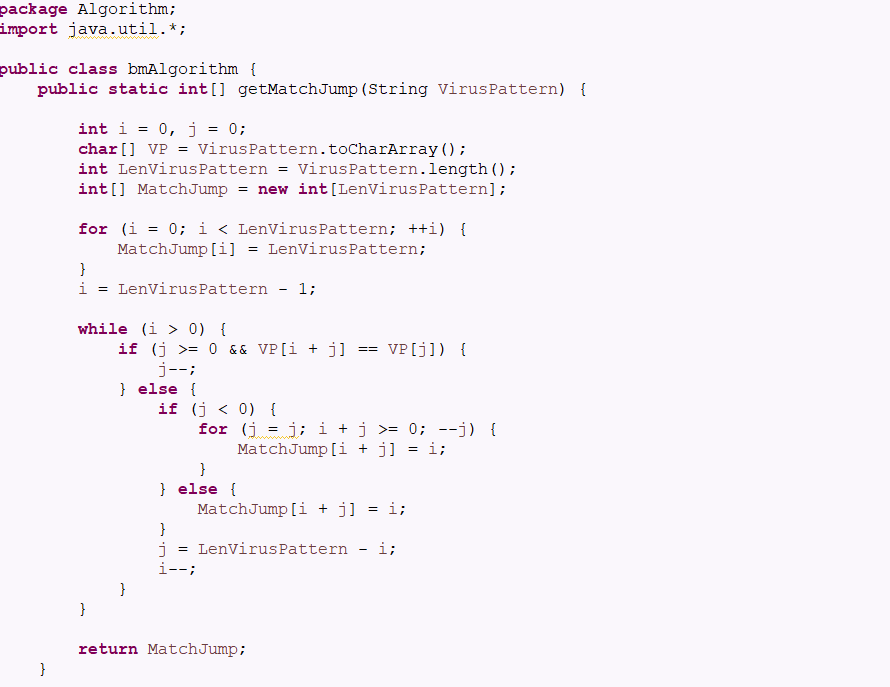 package Algorithm;
import java.util.*;

public class bmAlgorithm {
    public static int[] getMatchJump(String VirusPattern) {

        int i = 0, j = 0;
        char[] VP = VirusPattern.toCharArray();
        int LenVirusPattern = VirusPattern.length();
        int[] MatchJump = new int[LenVirusPattern];

        for (i = 0; i < LenVirusPattern; ++i) {
            MatchJump[i] = LenVirusPattern;
        }
        i = LenVirusPattern - 1;

        while (i > 0) {
            if (j >= 0 && VP[i + j] == VP[j]) {
                j--;
            } else {
                if (j < 0) {
                    for (j = j; i + j >= 0; --j) {
                        MatchJump[i + j] = i;
                    }
                } else {
                    MatchJump[i + j] = i;
                }
                j = LenVirusPattern - i;
                i--;
            }
        }

        return MatchJump;
    }